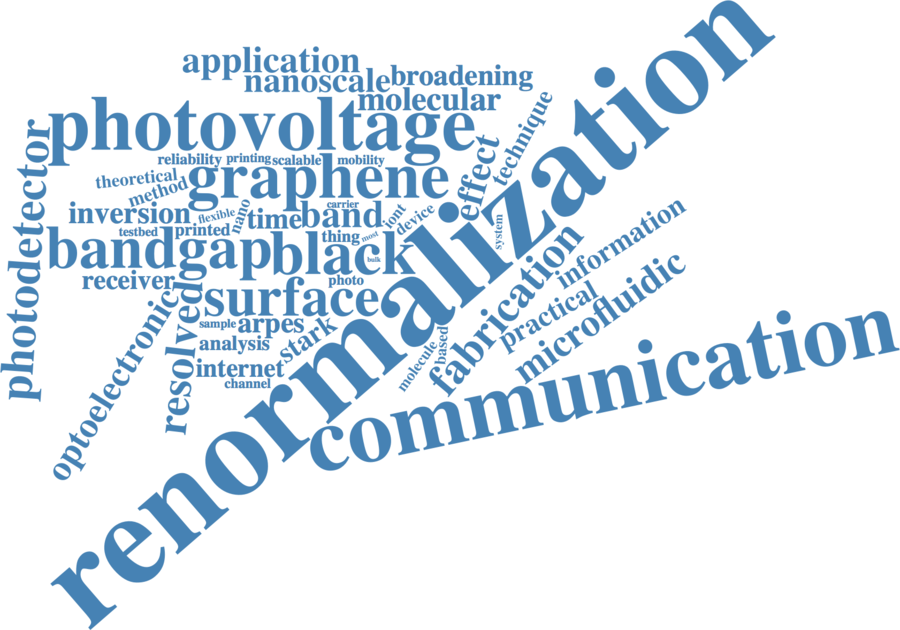 application
nanoscale
broadening
molecular
photovoltage
technique
photodetector
reliability
printing
scalable
mobility
effect
theoretical
method
graphene
inversion
flexible
nano
time
band
carrier
iont
device
testbed
printed
thing
most
system
bandgap
black
bulk
receiver
photo
information
renormalization
fabrication
optoelectronic
resolved
surface
sample
arpes
stark
practical
microfluidic
analysis
internet
channel
molecule
based
communication